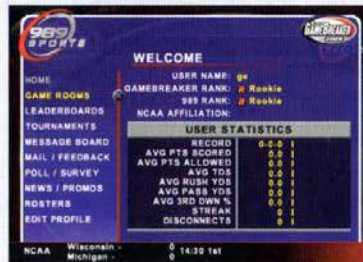 989
SPORTS
GAMEBREAKER
WELCOME
HOME
GAME ROOMS
LEADERBOARDS
TOURNAMENTS
MESSAGE BOARD
MAIL / FEEDBACK
POLL / SURVEY
NEWS / PROMOS
ROSTERS
EDIT PROFILE
USER NAME: gx
GAMEBREAKER RANK: R Rookie
989 RANK: R Rookie
NCAA AFFILIATION:
USER STATISTICS
RECORD 0-0-0
AVG PTS SCORED 0.0
AVG PTS ALLOWED 0.0
AVG TDS 0.0
AVG RUSH YDS 0.0
AVG PASS YDS 0.0
AVG 3RD DWN % 0.0
STREAK 0
DISCONNECTS 0
NCAA Wisconsin - 0 14:30 1st
Michigan - 0